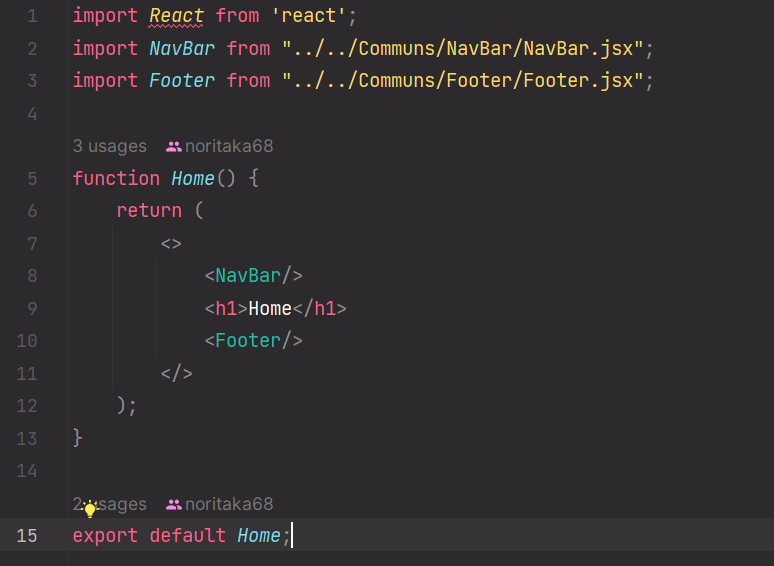 1 import React from 'react';
2 import NavBar from "../../Communs/NavBar/NavBar.jsx";
3 import Footer from "../../Communs/Footer/Footer.jsx";
4
3 usages noritaka68
5 function Home() {
6 return (
7 <>
8 <NavBar/>
9 <h1>Home</h1>
10 <Footer/>
11 </>
12 );
13 }
14
2 usages noritaka68
15 export default Home;